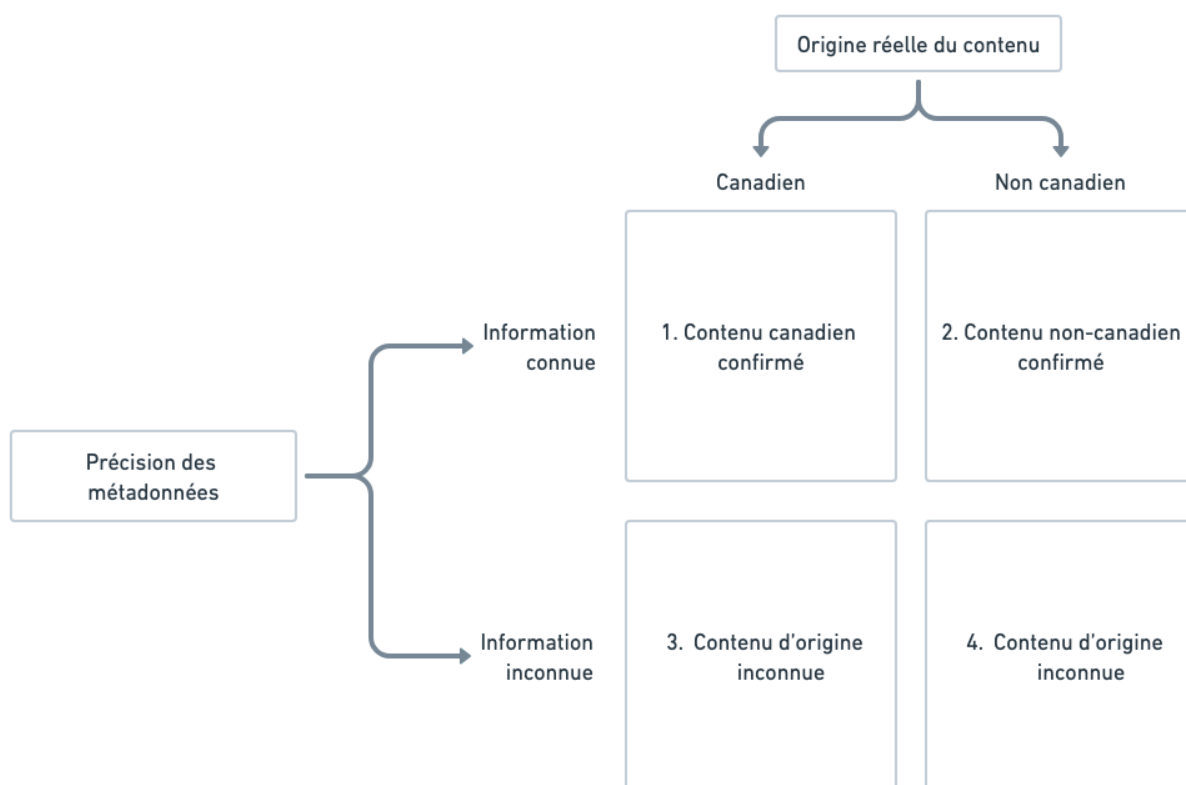 Origine réelle du contenu
Canadien
Non canadien
Information
connue
1. Contenu canadien
confirmé
2. Contenu non-canadien
confirmé
Précision des
métadonnées
Information
inconnue
3. Contenu d'origine
inconnue
4. Contenu d'origine
inconnue